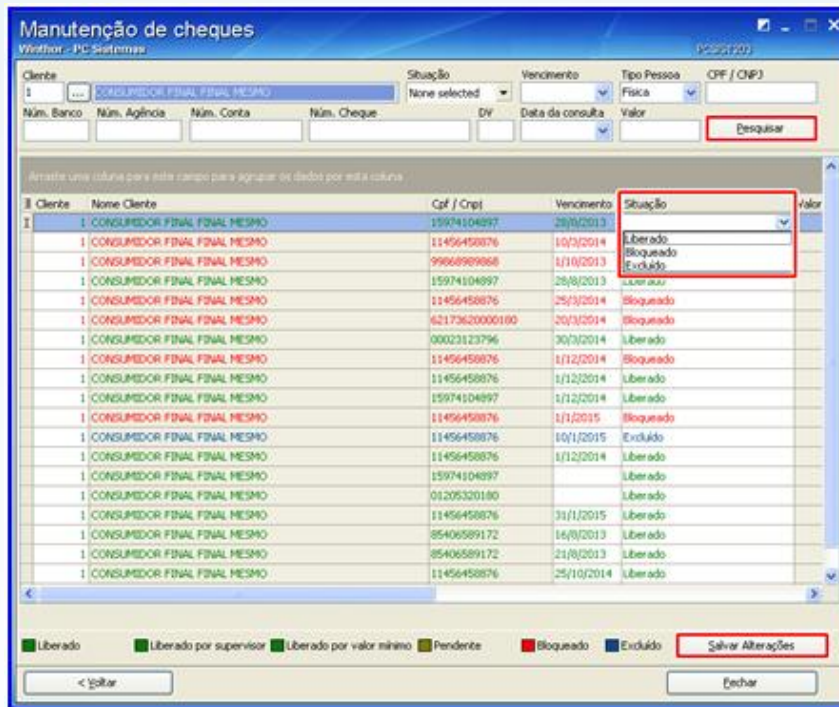 Manutenção de cheques
Winthor - PC Sistemas
Cliente Situação Vencimento Tipo Pessoa CPF / CNPJ
1 ... CONSUMIDOR FINAL FINAL MESMO None selected Física
Núm. Banco Núm. Agência Núm. Conta Núm. Cheque DV Data da consulta Valor
Pesquisar
Arraste uma coluna para este campo para agrupar os dados por esta coluna
Cliente Nome Cliente Cpf / Cnpj Vencimento Situação Valor
1 CONSUMIDOR FINAL FINAL MESMO 15974104897 28/8/2013
Liberado
Bloqueado
Excluído
1 CONSUMIDOR FINAL FINAL MESMO 11456458876 10/3/2014
1 CONSUMIDOR FINAL FINAL MESMO 99868989868 1/10/2013
1 CONSUMIDOR FINAL FINAL MESMO 15974104897 28/8/2013 Liberado
1 CONSUMIDOR FINAL FINAL MESMO 11456458876 25/3/2014 Bloqueado
1 CONSUMIDOR FINAL FINAL MESMO 62173620000180 20/3/2014 Bloqueado
1 CONSUMIDOR FINAL FINAL MESMO 00023123796 30/3/2014 Liberado
1 CONSUMIDOR FINAL FINAL MESMO 11456458876 1/12/2014 Bloqueado
1 CONSUMIDOR FINAL FINAL MESMO 11456458876 1/12/2014 Liberado
1 CONSUMIDOR FINAL FINAL MESMO 15974104897 1/12/2014 Liberado
1 CONSUMIDOR FINAL FINAL MESMO 11456458876 1/1/2015 Bloqueado
1 CONSUMIDOR FINAL FINAL MESMO 11456458876 10/1/2015 Excluído
1 CONSUMIDOR FINAL FINAL MESMO 11456458876 1/12/2014 Liberado
1 CONSUMIDOR FINAL FINAL MESMO 15974104897 Liberado
1 CONSUMIDOR FINAL FINAL MESMO 01205320180 Liberado
1 CONSUMIDOR FINAL FINAL MESMO 11456458876 31/1/2015 Liberado
1 CONSUMIDOR FINAL FINAL MESMO 85406589172 16/8/2013 Liberado
1 CONSUMIDOR FINAL FINAL MESMO 85406589172 21/8/2013 Liberado
1 CONSUMIDOR FINAL FINAL MESMO 11456458876 25/10/2014 Liberado
Liberado Liberado por supervisor Liberado por valor mínimo Pendente Bloqueado Excluído Salvar Alterações
< Voltar Fechar